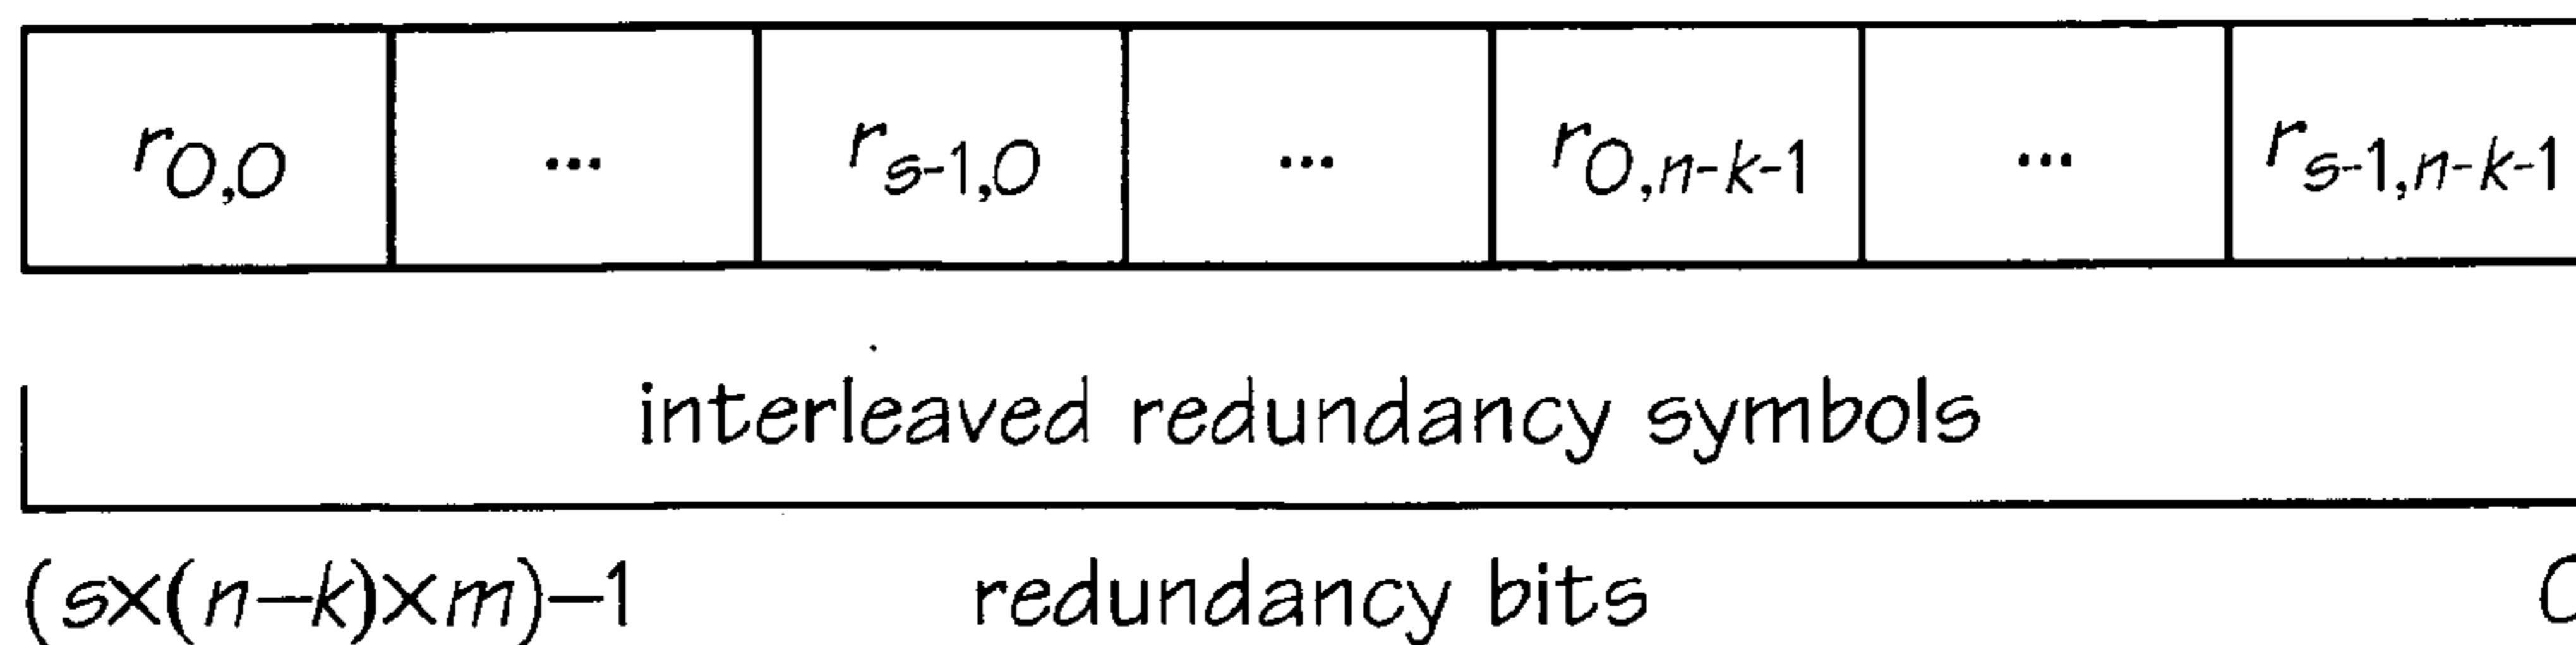 r0,0 ... rs-1,0 ... r0,n-k-1 ... rs-1,n-k-1
interleaved redundancy symbols
(s×(n−k)×m)−1 redundancy bits 0